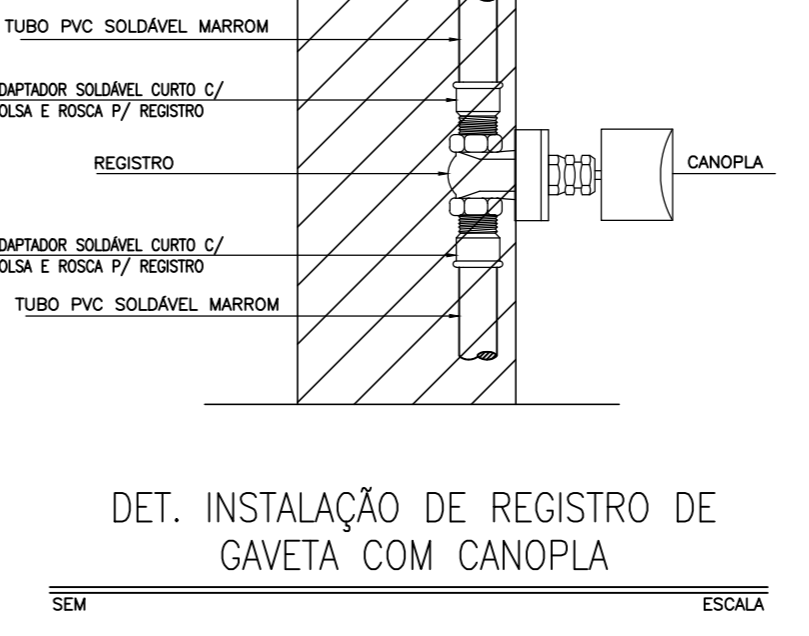 TUBO PVC SOLDÁVEL MARROM
DAPTADOR SOLDÁVEL CURTO C/
OLSA E ROSCA P/ REGISTRO
REGISTRO
CANOPLA
DAPTADOR SOLDÁVEL CURTO C/
OLSA E ROSCA P/ REGISTRO
TUBO PVC SOLDÁVEL MARROM
DET. INSTALAÇÃO DE REGISTRO DE
GAVETA COM CANOPLA
SEM ESCALA